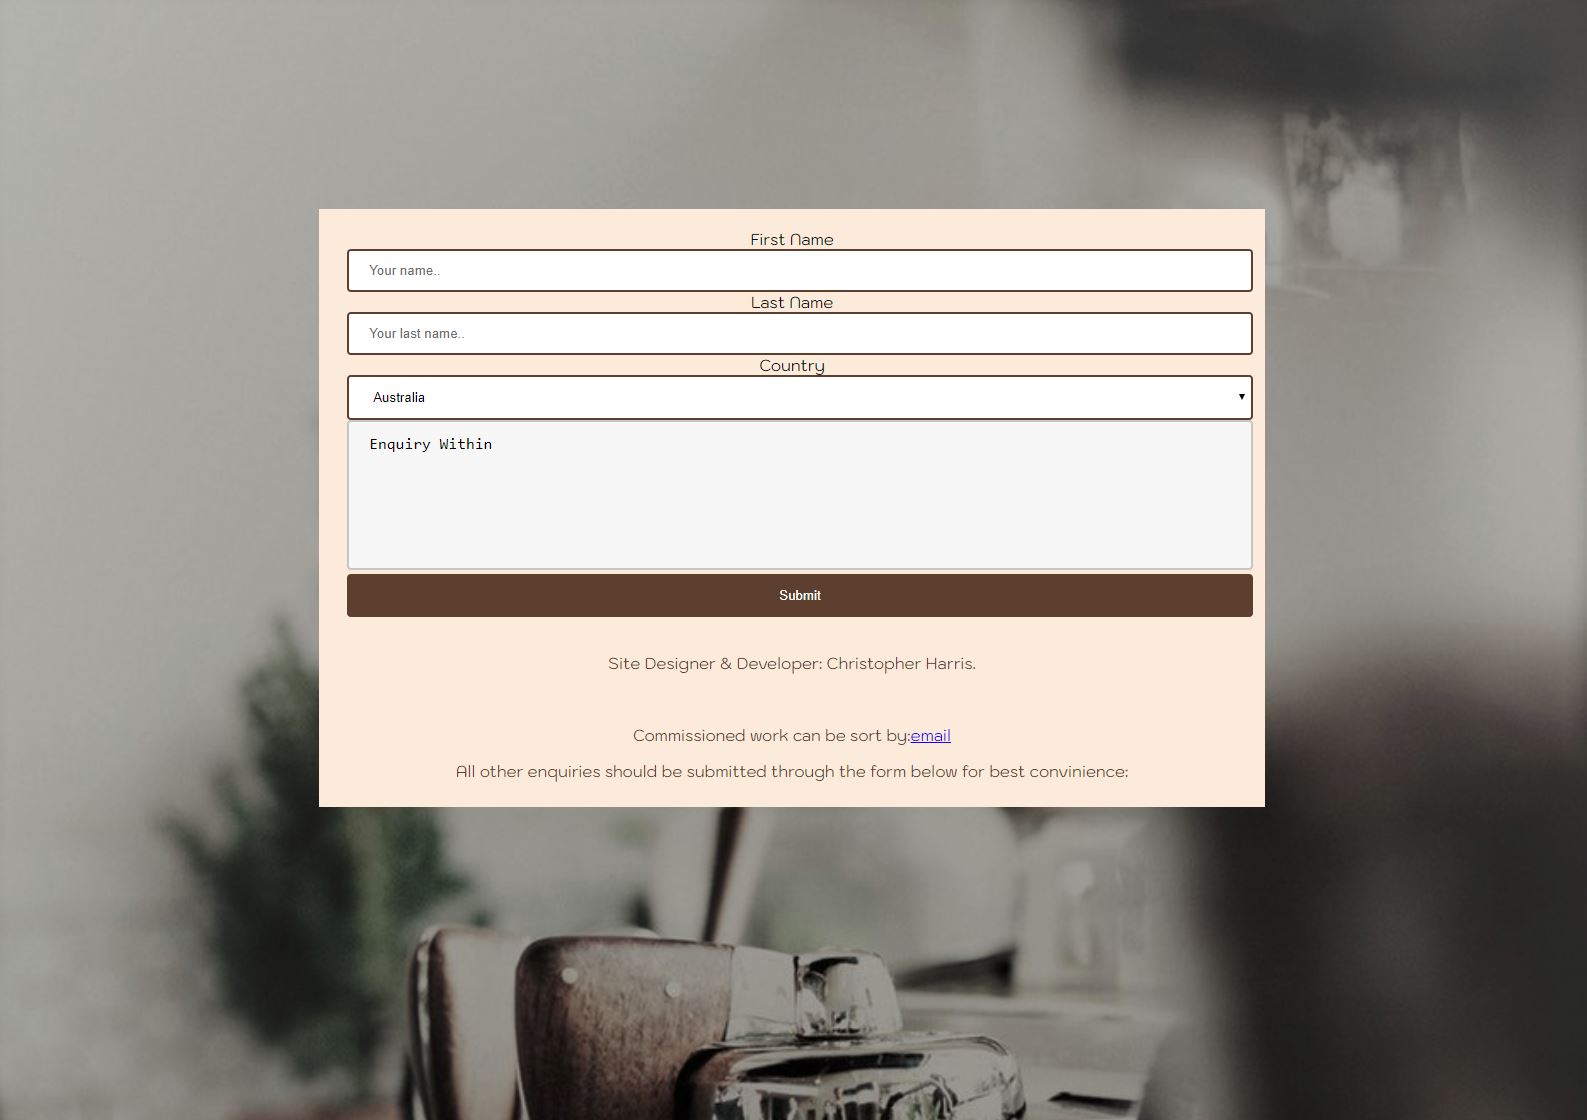 First Name
Your name..
Last Name
Your last name..
Country
Australia
Enquiry Within
Submit
Site Designer & Developer: Christopher Harris.
Commissioned work can be sort by:email
All other enquiries should be submitted through the form below for best convinience: